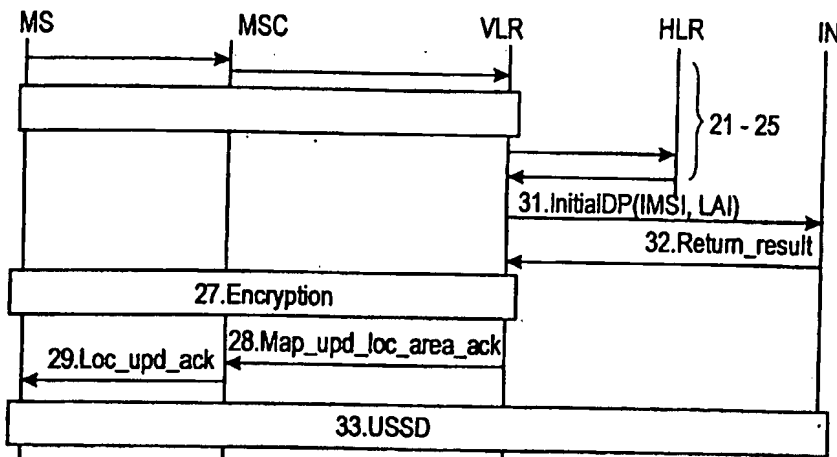 MS MSC VLR HLR IN
21 - 25
31.InitialDP(IMSI, LAI)
32.Return_result
27.Encryption
28.Map_upd_loc_area_ack
29.Loc_upd_ack
33.USSD